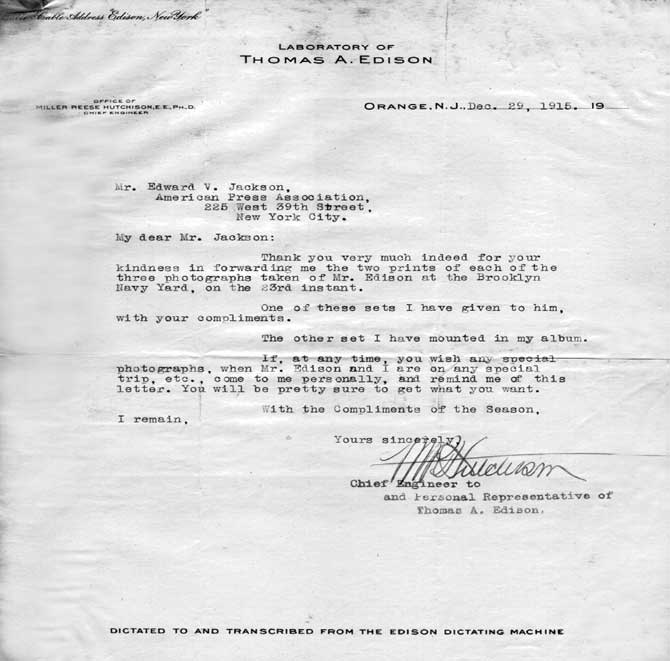 Cable Address "Edison, New York"
LABORATORY OF
THOMAS A. EDISON
OFFICE OF
MILLER REESE HUTCHISON, E.E., PH.D.
CHIEF ENGINEER
ORANGE, N.J., Dec. 29, 1915. 19
Mr. Edward V. Jackson,
American Press Association,
225 West 39th Street,
New York City.
My dear Mr. Jackson:
Thank you very much indeed for your
kindness in forwarding me the two prints of each of the
three photographs taken of Mr. Edison at the Brooklyn
Navy Yard, on the 23rd instant.
One of these sets I have given to him,
with your compliments.
The other set I have mounted in my album.
If, at any time, you wish any special
photographs, when Mr. Edison and I are on any special
trip, etc., come to me personally, and remind me of this
letter. You will be pretty sure to get what you want.
With the Compliments of the Season,
I remain,
Yours sincerely,
MR Hutchison
Chief Engineer to
and Personal Representative of
Thomas A. Edison.
DICTATED TO AND TRANSCRIBED FROM THE EDISON DICTATING MACHINE